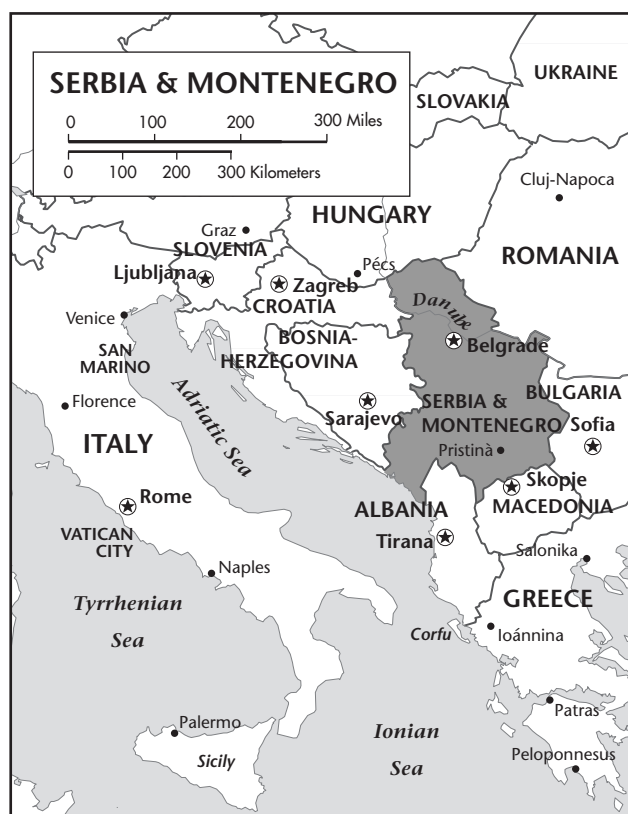 SERBIA & MONTENEGRO
0 100 200 300 Miles
0 100 200 300 Kilometers
UKRAINE
SLOVAKIA
Cluj-Napoca
HUNGARY
Graz
SLOVENIA
ROMANIA
Pécs
Ljubljana
Zagreb
CROATIA
Danube
Venice
BOSNIA-
HERZEGOVINA
Belgrade
SAN
MARINO
Adriatic Sea
BULGARIA
Florence
Sarajevo
SERBIA &
MONTENEGRO
Sofia
ITALY
Pristinà
Skopje
Rome
ALBANIA
MACEDONIA
VATICAN
CITY
Tirana
Salonika
Naples
Tyrrhenian
Sea
GREECE
Corfu
Ioánnina
Palermo
Patras
Ionian
Sea
Sicily
Peloponnesus